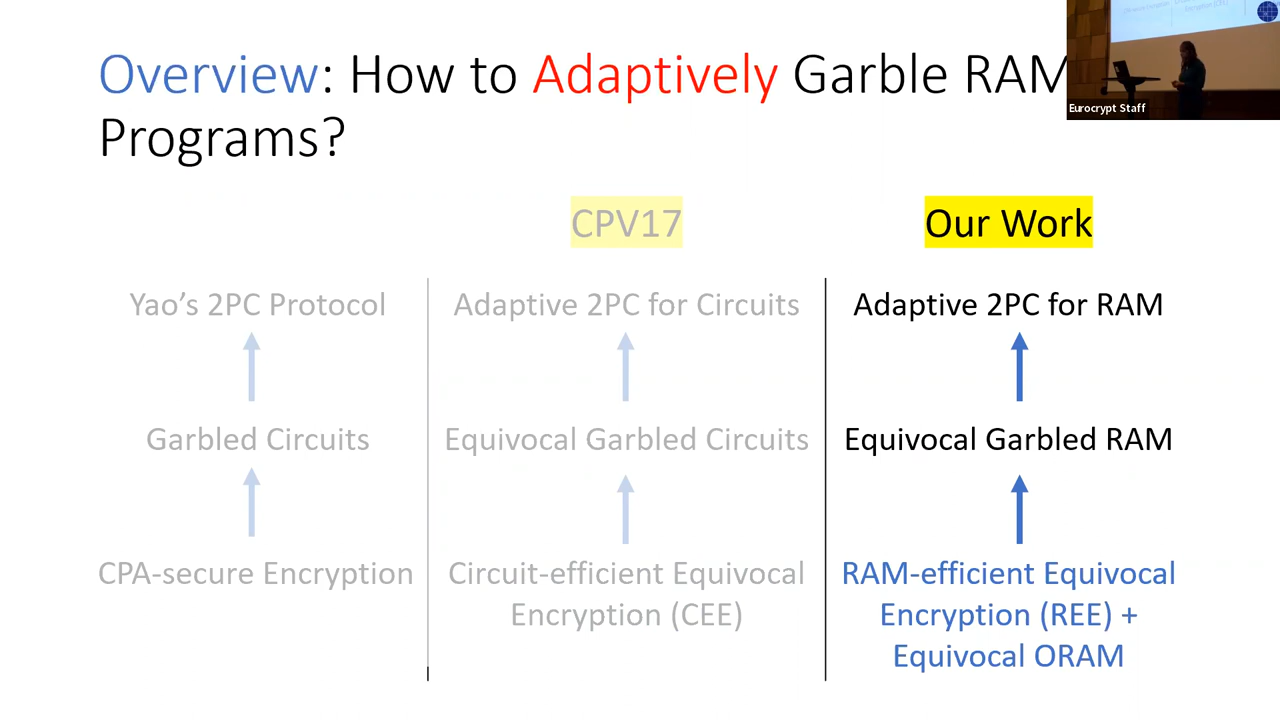 Overview: How to Adaptively Garble RAM
Programs?
Eurocrypt Staff
CPV17
Our Work
Yao's 2PC Protocol
Adaptive 2PC for Circuits
Adaptive 2PC for RAM
Garbled Circuits
Equivocal Garbled Circuits
Equivocal Garbled RAM
CPA-secure Encryption
Circuit-efficient Equivocal
Encryption (CEE)
RAM-efficient Equivocal
Encryption (REE) +
Equivocal ORAM